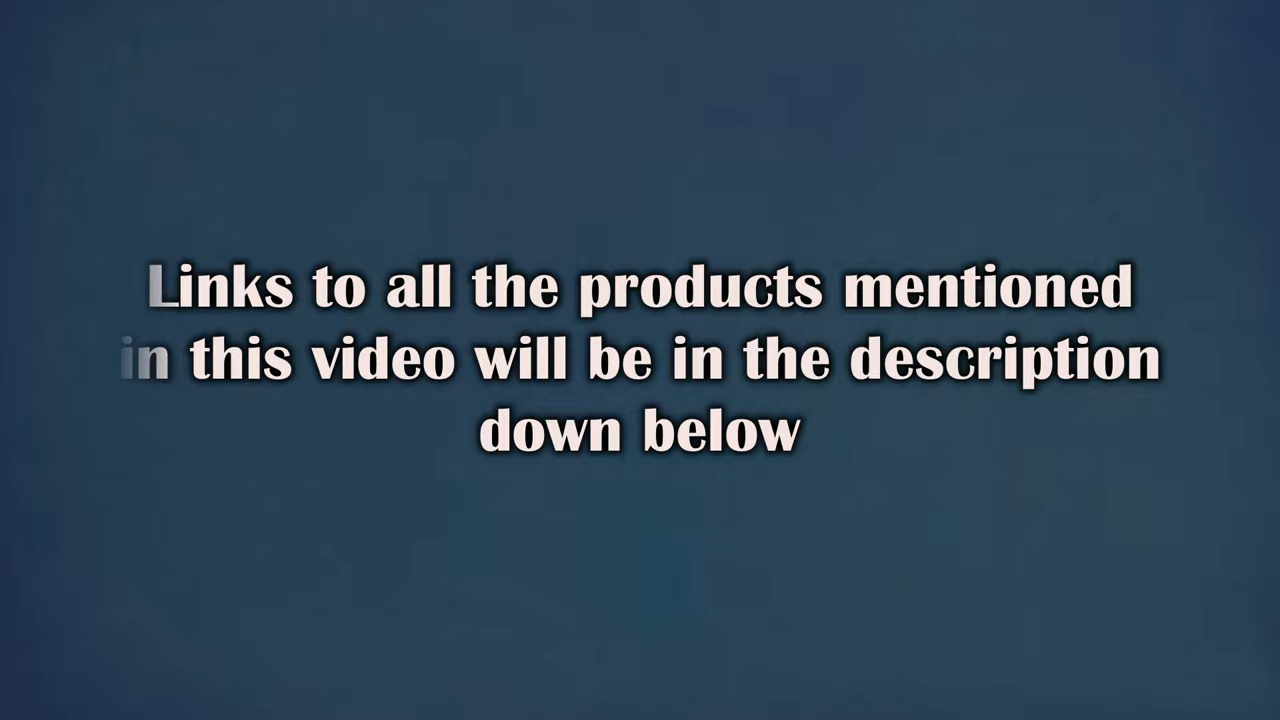 Links to all the products mentioned
in this video will be in the description
down below